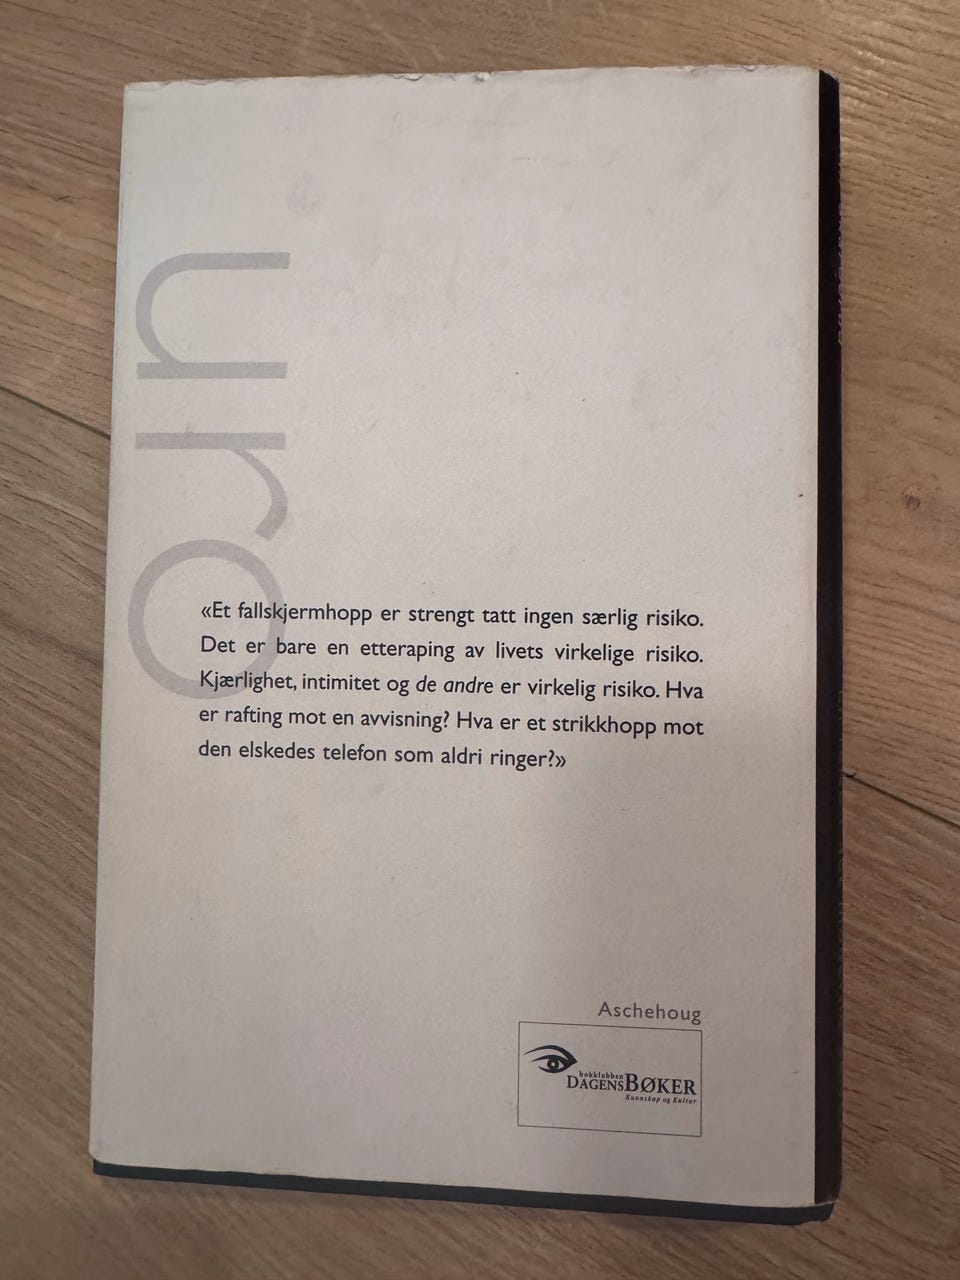 uro
«Et fallskjermhopp er strengt tatt ingen særlig risiko.
Det er bare en etteraping av livets virkelige risiko.
Kjærlighet, intimitet og de andre er virkelig risiko. Hva
er rafting mot en avvisning? Hva er et strikkhopp mot
den elskedes telefon som aldri ringer?»
Aschehoug
bokklubben
DAGENSBØKER
Kunnskap og Kultur